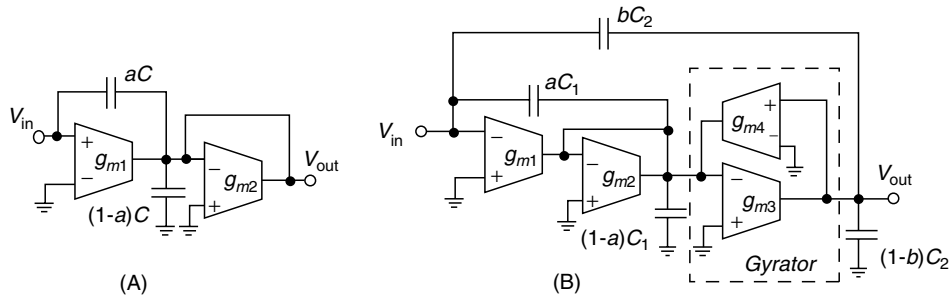 aC
V_in
+
−
g_m1
(1-a)C
−
+
g_m2
V_out
(A)
bC_2
aC_1
V_in
−
+
g_m1
−
+
g_m2
(1-a)C_1
+
−
g_m4
−
+
g_m3
Gyrator
V_out
(1-b)C_2
(B)